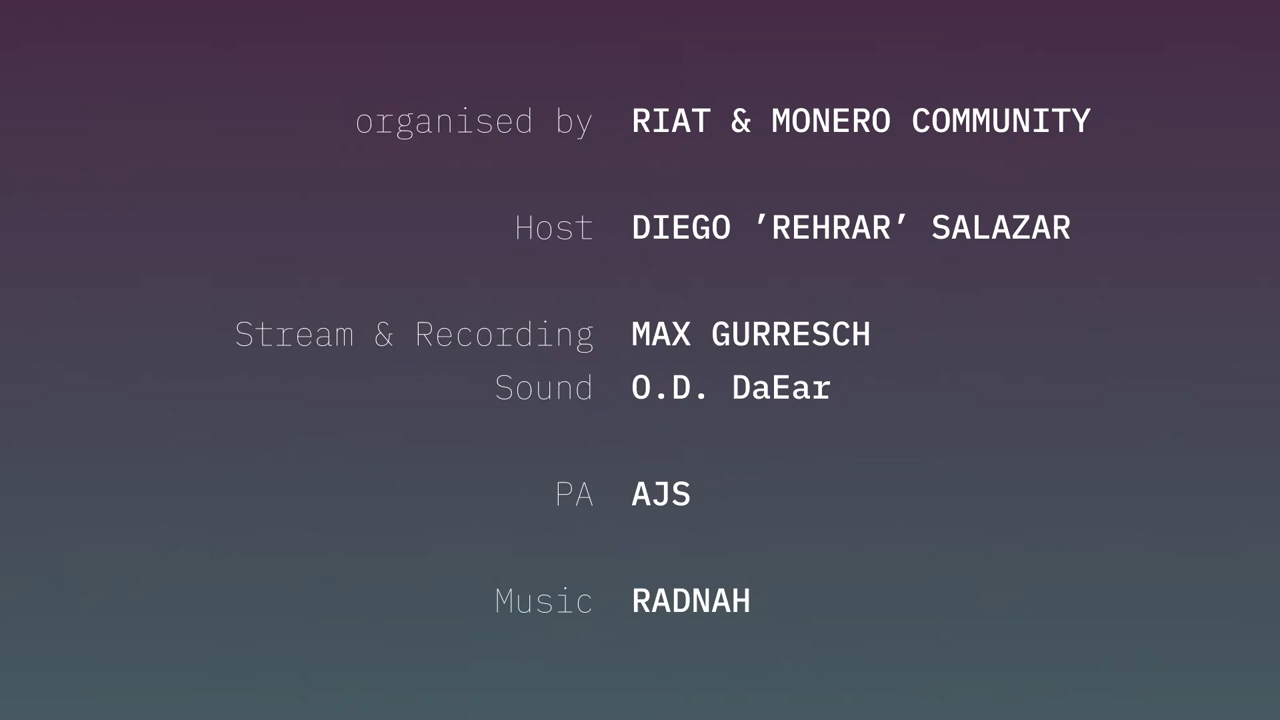 organised by RIAT & MONERO COMMUNITY
Host DIEGO ’REHRAR’ SALAZAR
Stream & Recording MAX GURRESCH
Sound O.D. DaEar
PA AJS
Music RADNAH